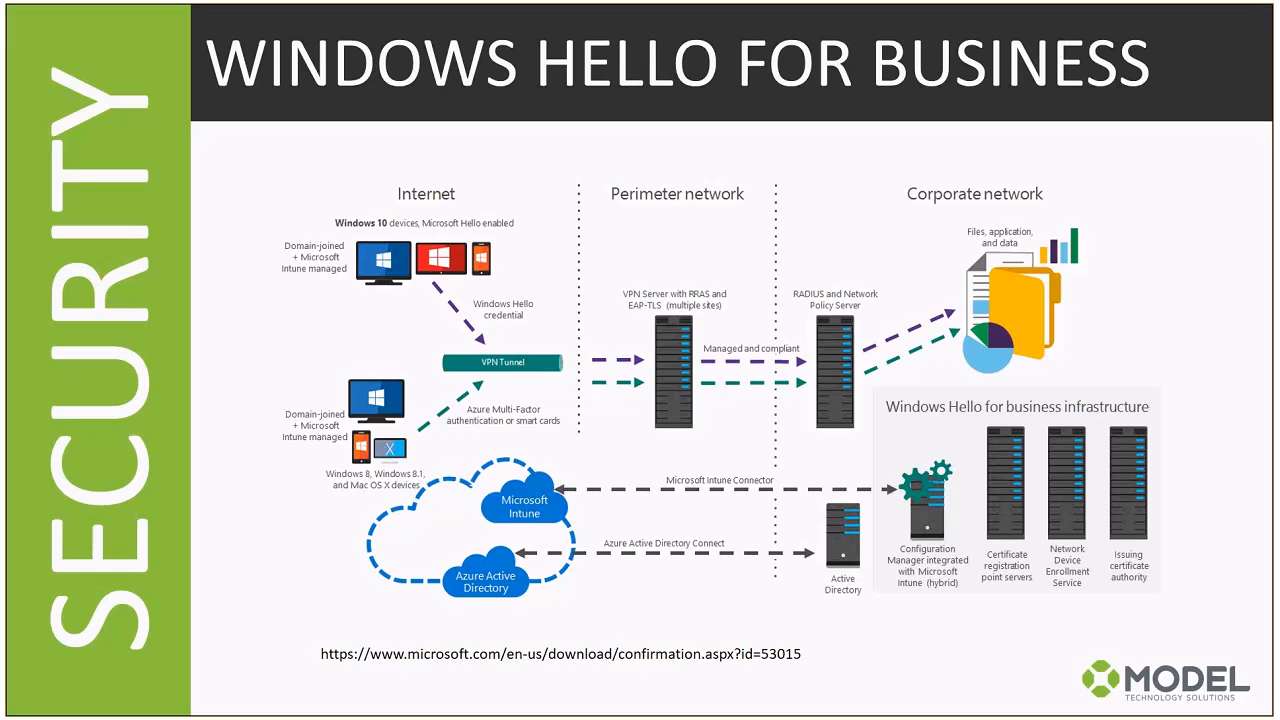 SECURITY
WINDOWS HELLO FOR BUSINESS
Internet
Perimeter network
Corporate network
Windows 10 devices, Microsoft Hello enabled
Domain-joined
+ Microsoft
Intune managed
Windows Hello
credential
VPN Tunnel
Azure Multi-Factor
authentication or smart cards
Domain-joined
+ Microsoft
Intune managed
X
Windows 8, Windows 8.1,
and Mac OS X devices
VPN Server with RRAS and
EAP-TLS (multiple sites)
Managed and compliant
RADIUS and Network
Policy Server
Files, application,
and data
Windows Hello for business infrastructure
Microsoft
Intune
Microsoft Intune Connector
Azure Active
Directory
Azure Active Directory Connect
Active
Directory
Configuration
Manager integrated
with Microsoft
Intune (hybrid)
Certificate
registration
point servers
Network
Device
Enrollment
Service
Issuing
certificate
authority
https://www.microsoft.com/en-us/download/confirmation.aspx?id=53015
MODEL
TECHNOLOGY SOLUTIONS